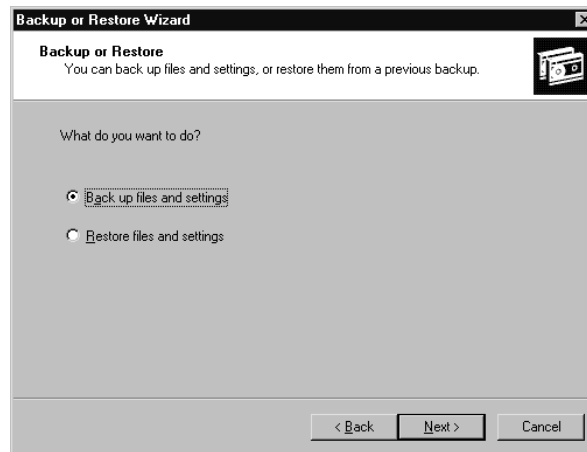 Backup or Restore Wizard
Backup or Restore
You can back up files and settings, or restore them from a previous backup.
What do you want to do?
Back up files and settings
Restore files and settings
< Back Next > Cancel